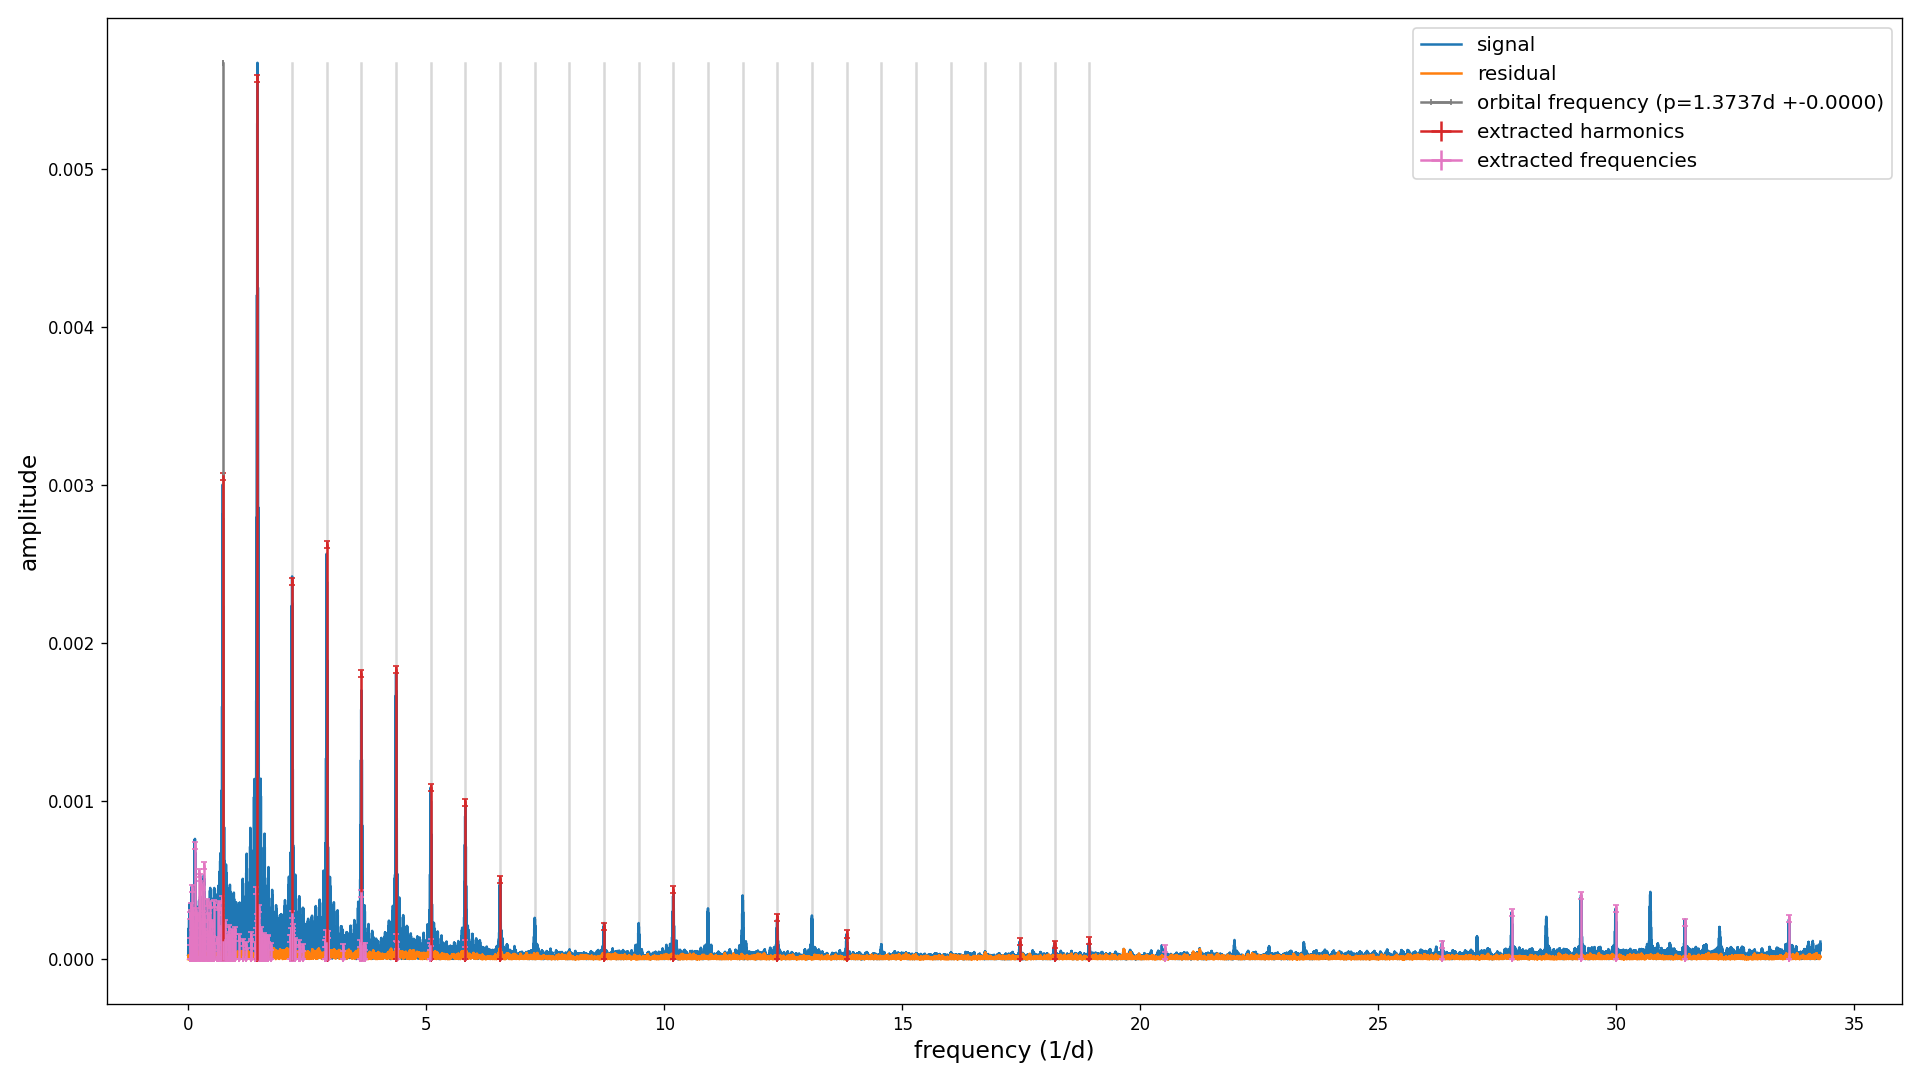 signal
residual
orbital frequency (p=1.3737d +-0.0000)
extracted harmonics
extracted frequencies
0.005
0.004
0.003
0.002
0.001
0.000
amplitude
0 5 10 15 20 25 30 35
frequency (1/d)